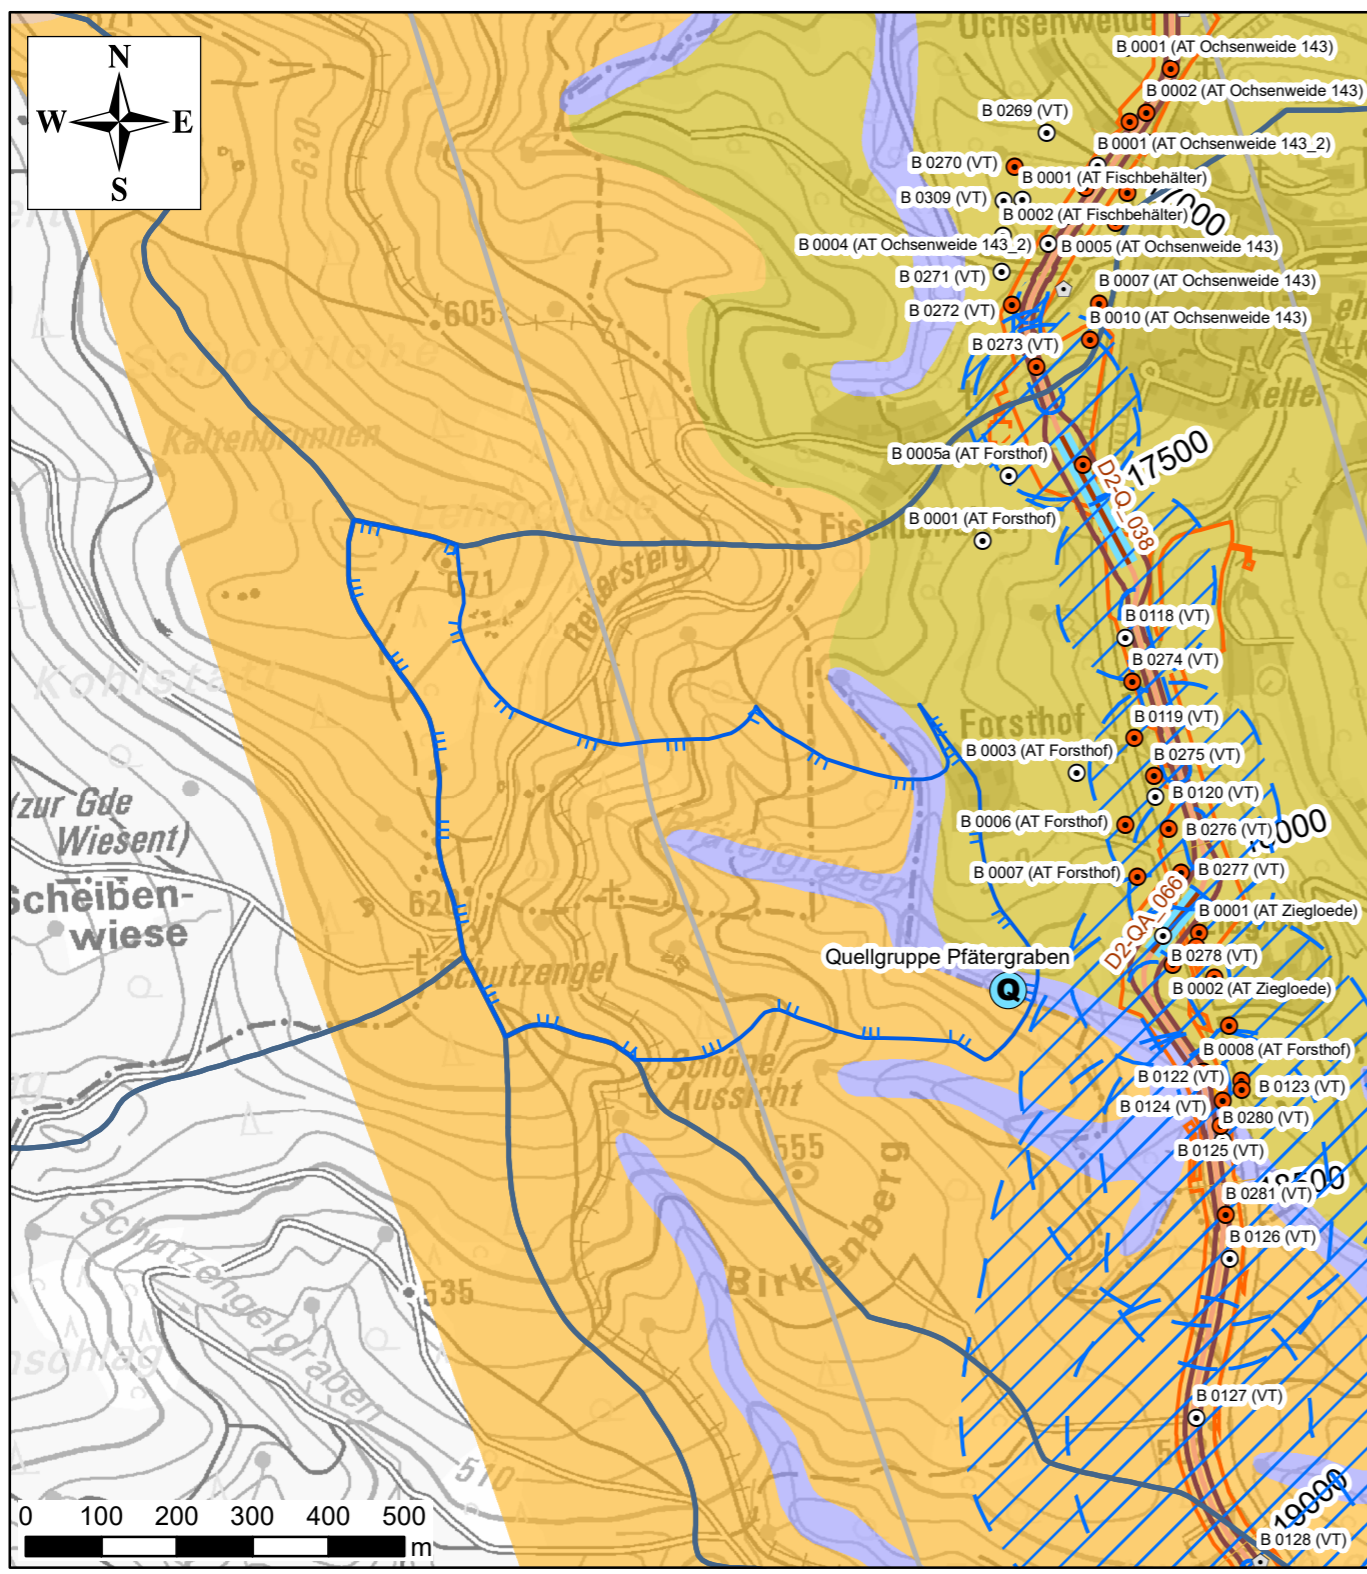 N
W E
S
Ochsenweide
B 0001 (AT Ochsenweide 143)
B 0002 (AT Ochsenweide 143)
B 0269 (VT)
B 0001 (AT Ochsenweide 143_2)
B 0270 (VT)
B 0001 (AT Fischbehälter)
B 0309 (VT)
B 0002 (AT Fischbehälter)
B 0004 (AT Ochsenweide 143_2)
B 0005 (AT Ochsenweide 143)
B 0271 (VT)
B 0007 (AT Ochsenweide 143)
B 0272 (VT)
B 0010 (AT Ochsenweide 143)
B 0273 (VT)
630
605
Keller
Kaltenbrunnen
17500
B 0005a (AT Forsthof)
D2-Q_038
Lehmgrube
B 0001 (AT Forsthof)
671
Reitersteig
B 0118 (VT)
B 0274 (VT)
Kohlstatt
Forsthof
B 0119 (VT)
B 0003 (AT Forsthof)
B 0275 (VT)
B 0120 (VT)
(zur Gde
Wiesent)
B 0006 (AT Forsthof)
B 0276 (VT)
B 0007 (AT Forsthof)
B 0277 (VT)
Scheiben-
wiese
620
D2-QA_066
B 0001 (AT Ziegloede)
Quellgruppe Pfätergraben
B 0278 (VT)
Schutzengel
Q
B 0002 (AT Ziegloede)
Schöne
Aussicht
B 0008 (AT Forsthof)
B 0122 (VT)
B 0123 (VT)
B 0124 (VT)
B 0280 (VT)
B 0125 (VT)
555
18500
B 0281 (VT)
B 0126 (VT)
Birkenberg
Schutzengelgraben
535
B 0127 (VT)
510
19000
B 0128 (VT)
0 100 200 300 400 500
m